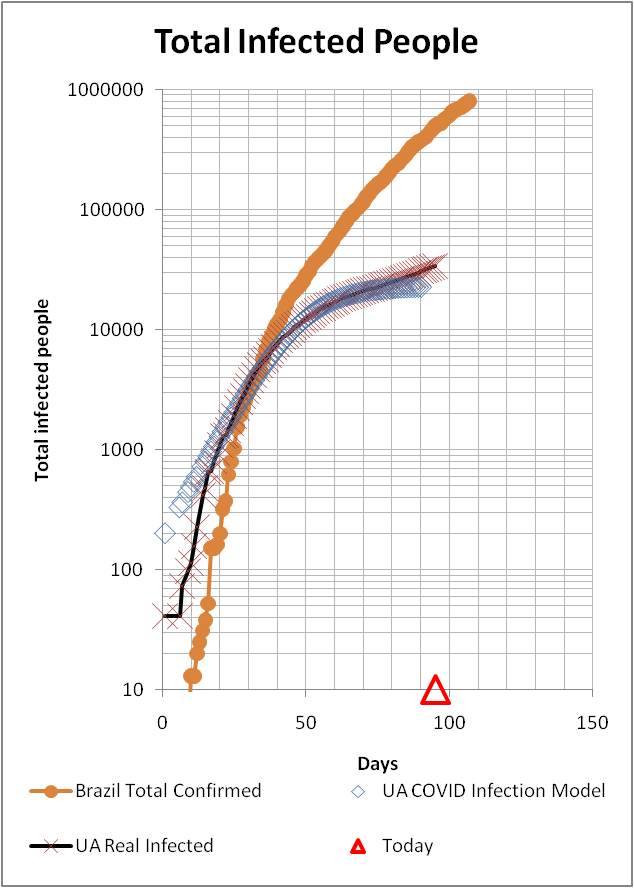 Total Infected People
1000000
100000
10000
1000
100
10
Total infected people
0 50 100 150
Days
Brazil Total Confirmed
UA COVID Infection Model
UA Real Infected
Today